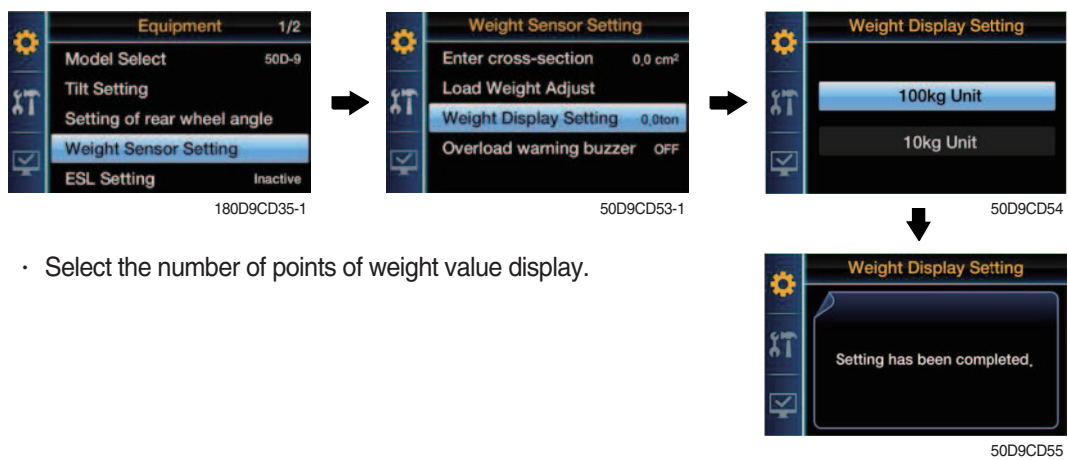 Equipment 1/2
Model Select 50D-9
Tilt Setting
Setting of rear wheel angle
Weight Sensor Setting
ESL Setting Inactive
180D9CD35-1
Weight Sensor Setting
Enter cross-section 0.0 cm²
Load Weight Adjust
Weight Display Setting 0.0ton
Overload warning buzzer OFF
50D9CD53-1
Weight Display Setting
100kg Unit
10kg Unit
50D9CD54
· Select the number of points of weight value display.
Weight Display Setting
Setting has been completed.
50D9CD55